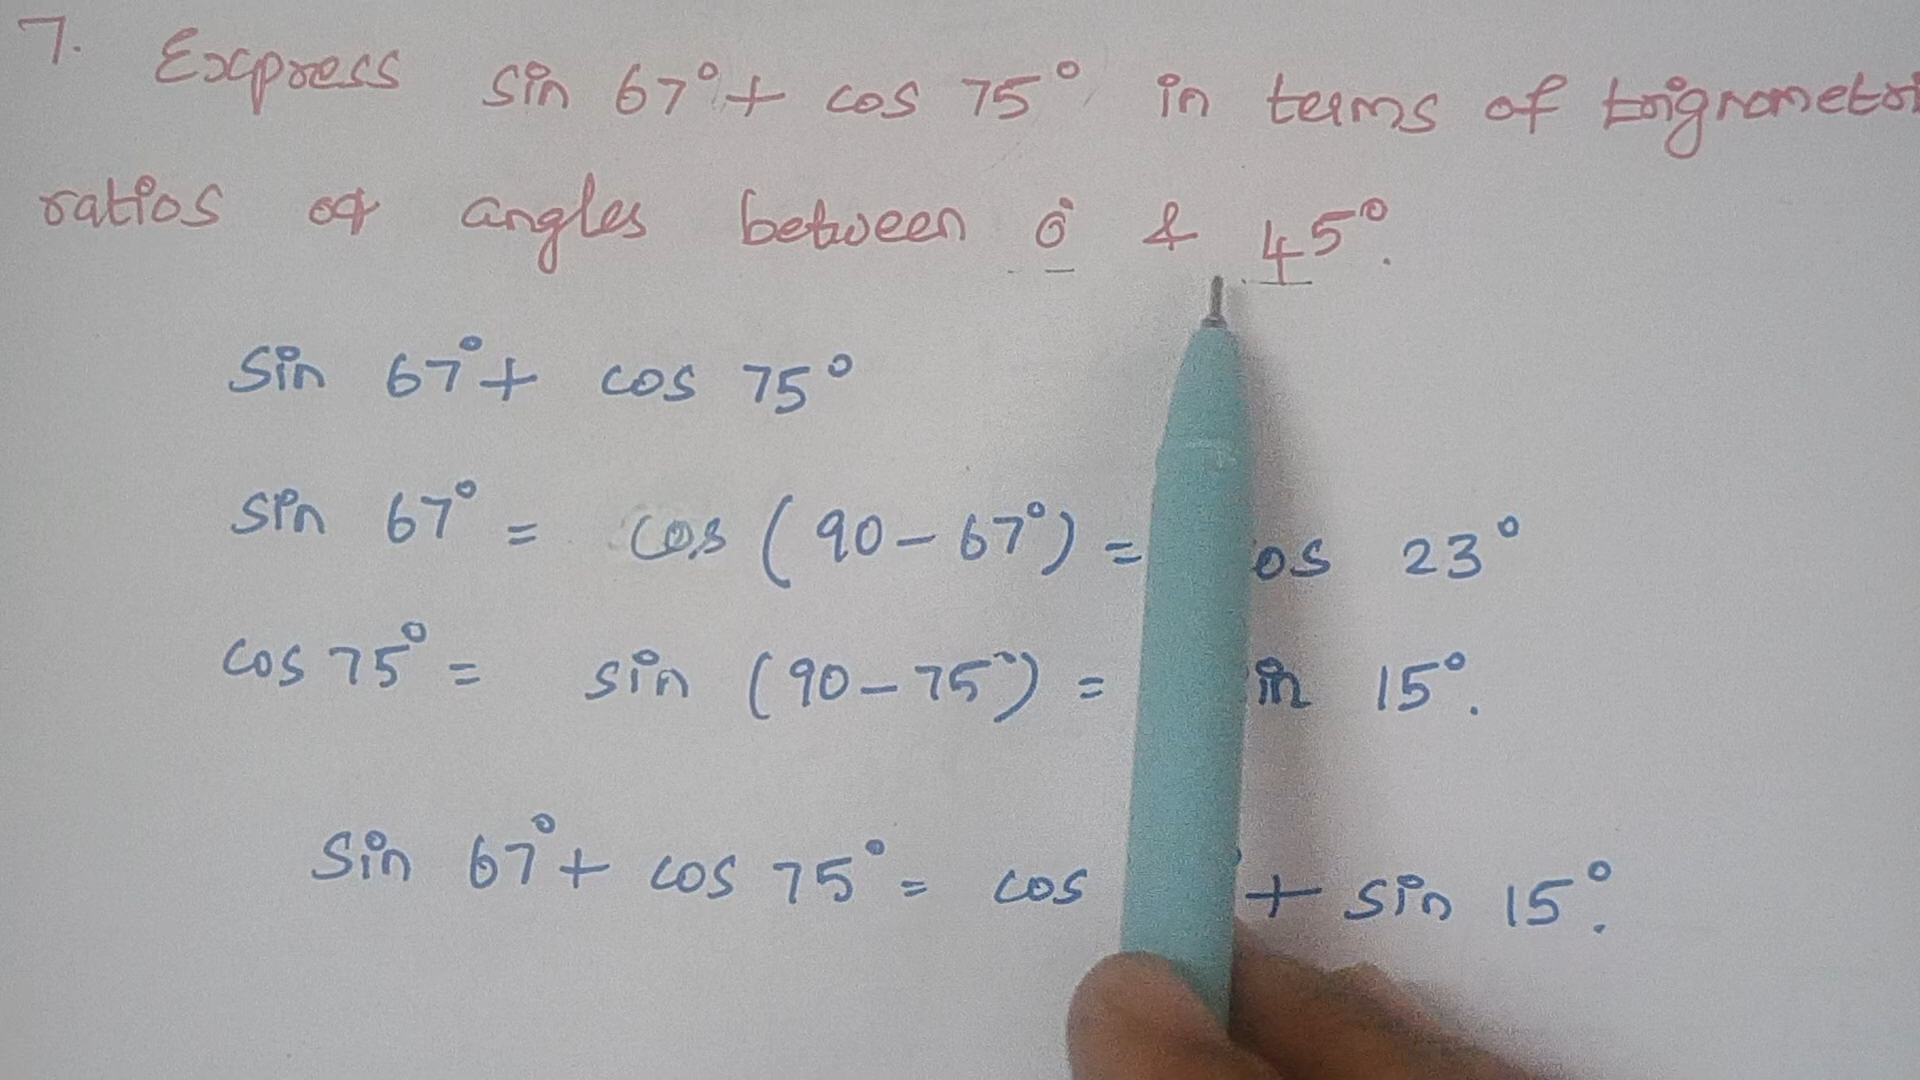 7. Express sin 67° + cos 75° in terms of trignometri
ratios of angles between 0° & 45°.
Sin 67° + cos 75°
Sin 67° = cos (90 - 67°) = os 23°
cos 75° = sin (90 - 75°) = in 15°.
Sin 67° + cos 75° = cos + sin 15°.